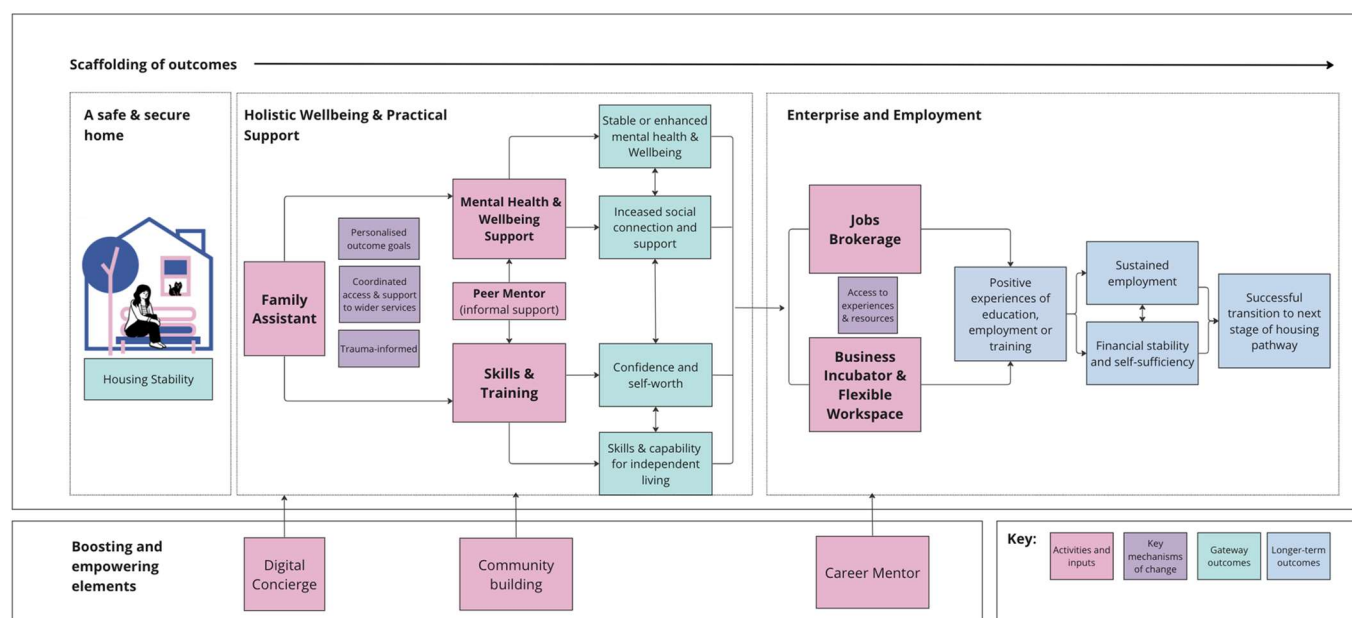 Scaffolding of outcomes
A safe & secure
home
Housing Stability
Holistic Wellbeing & Practical
Support
Family
Assistant
Personalised
outcome goals
Coordinated
access & support
to wider services
Trauma-informed
Mental Health &
Wellbeing
Support
Peer Mentor
(informal support)
Skills &
Training
Stable or enhanced
mental health &
Wellbeing
Inceased social
connection and
support
Confidence and
self-worth
Skills & capability
for independent
living
Enterprise and Employment
Jobs
Brokerage
Access to
experiences
& resources
Business
Incubator &
Flexible
Workspace
Positive
experiences of
education,
employment or
training
Sustained
employment
Financial stability
and self-sufficiency
Successful
transition to next
stage of housing
pathway
Boosting and
empowering
elements
Digital
Concierge
Community
building
Career Mentor
Key:
Activities and
inputs
Key
mechanisms
of change
Gateway
outcomes
Longer-term
outcomes